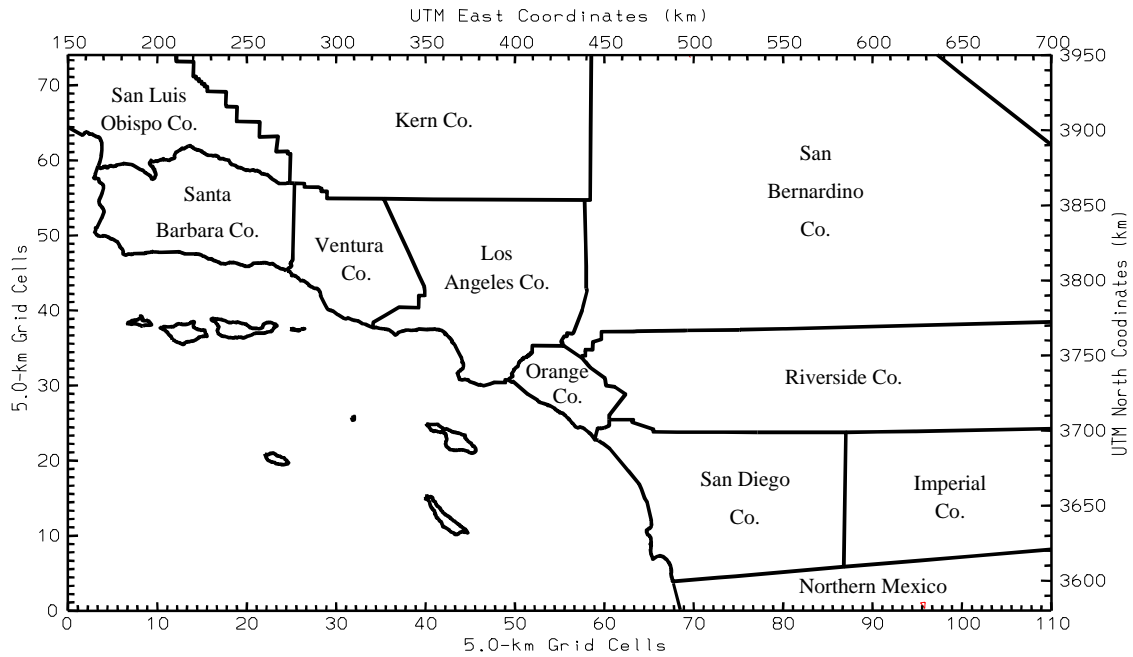 UTM East Coordinates (km)
150 200 250 300 350 400 450 500 550 600 650 700
3950
70
San Luis
Obispo Co.
Kern Co.
3900
60
San
Bernardino
Co.
Santa
Barbara Co.
3850
50
Ventura
Co.
Los
Angeles Co.
3800
40
3750
30
Orange
Co.
Riverside Co.
3700
20
San Diego
Co.
Imperial
Co.
3650
10
3600
Northern Mexico
0
0 10 20 30 40 50 60 70 80 90 100 110
5.0-km Grid Cells
5.0-km Grid Cells
UTM North Coordinates (km)